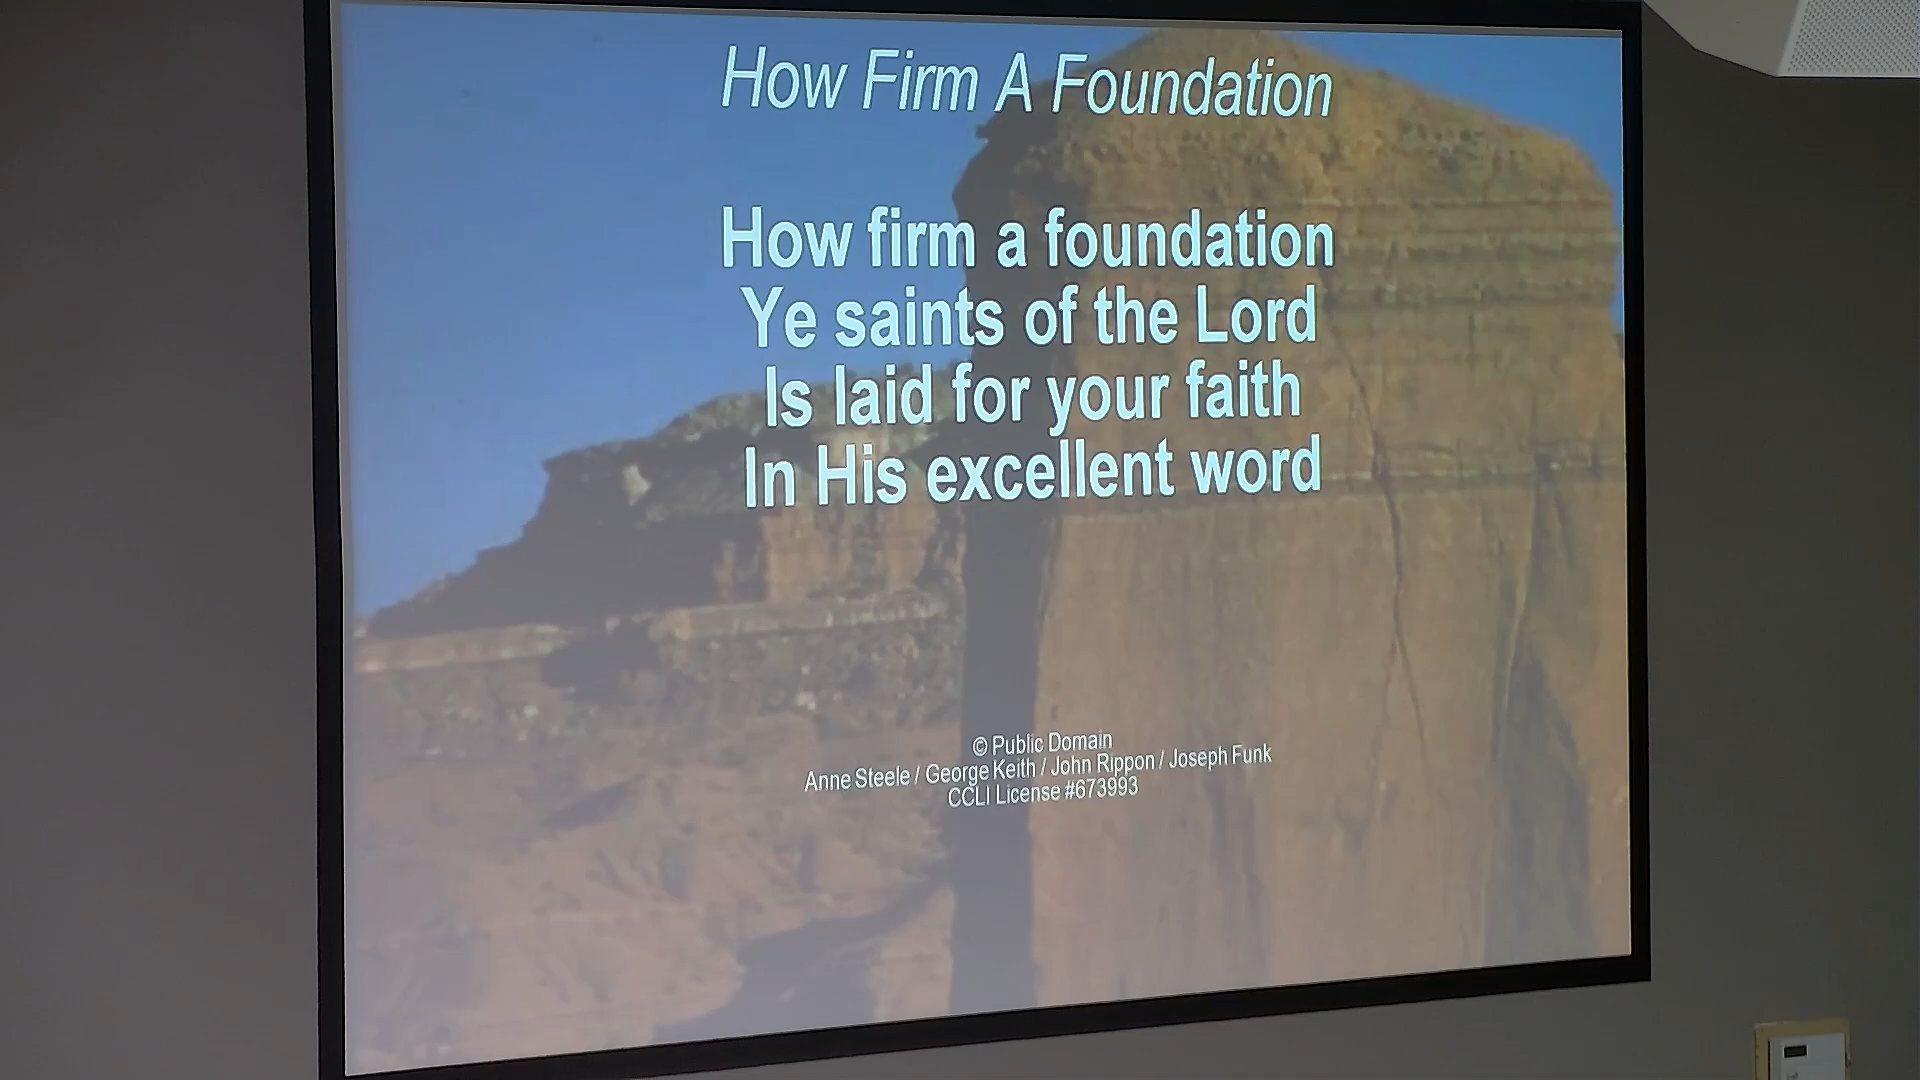 How Firm A Foundation
How firm a foundation
Ye saints of the Lord
Is laid for your faith
In His excellent word
© Public Domain
Anne Steele / George Keith / John Rippon / Joseph Funk
CCLI License #673993